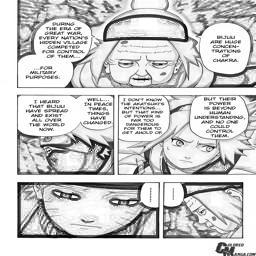 BIJUU
ARE HUGE
CONCEN-
TRATIONS OF
CHAKRA.
DURING
THE ERA OF
GREAT WAR,
EVERY NATION'S
HIDDEN VILLAGE
COMPETED
FOR CONTROL
OF THEM...
...FOR
MILITARY
PURPOSES.
BUT THEIR
POWER IS
BEYOND HUMAN
UNDERSTANDING,
AND NO ONE
COULD
CONTROL
THEM.
I DON'T KNOW
THE AKATSUKI'S
INTENTIONS.
BUT THAT KIND
OF POWER IS
FAR TOO
DANGEROUS
FOR THEM TO
GET AHOLD OF.
WELL...
IN PEACE
TIMES,
THINGS HAVE
CHANGED
I HEARD
THAT BIJUU
HAVE SPREAD
AND EXIST
ALL OVER
THE WORLD
NOW.
COLORED
MANGA.COM